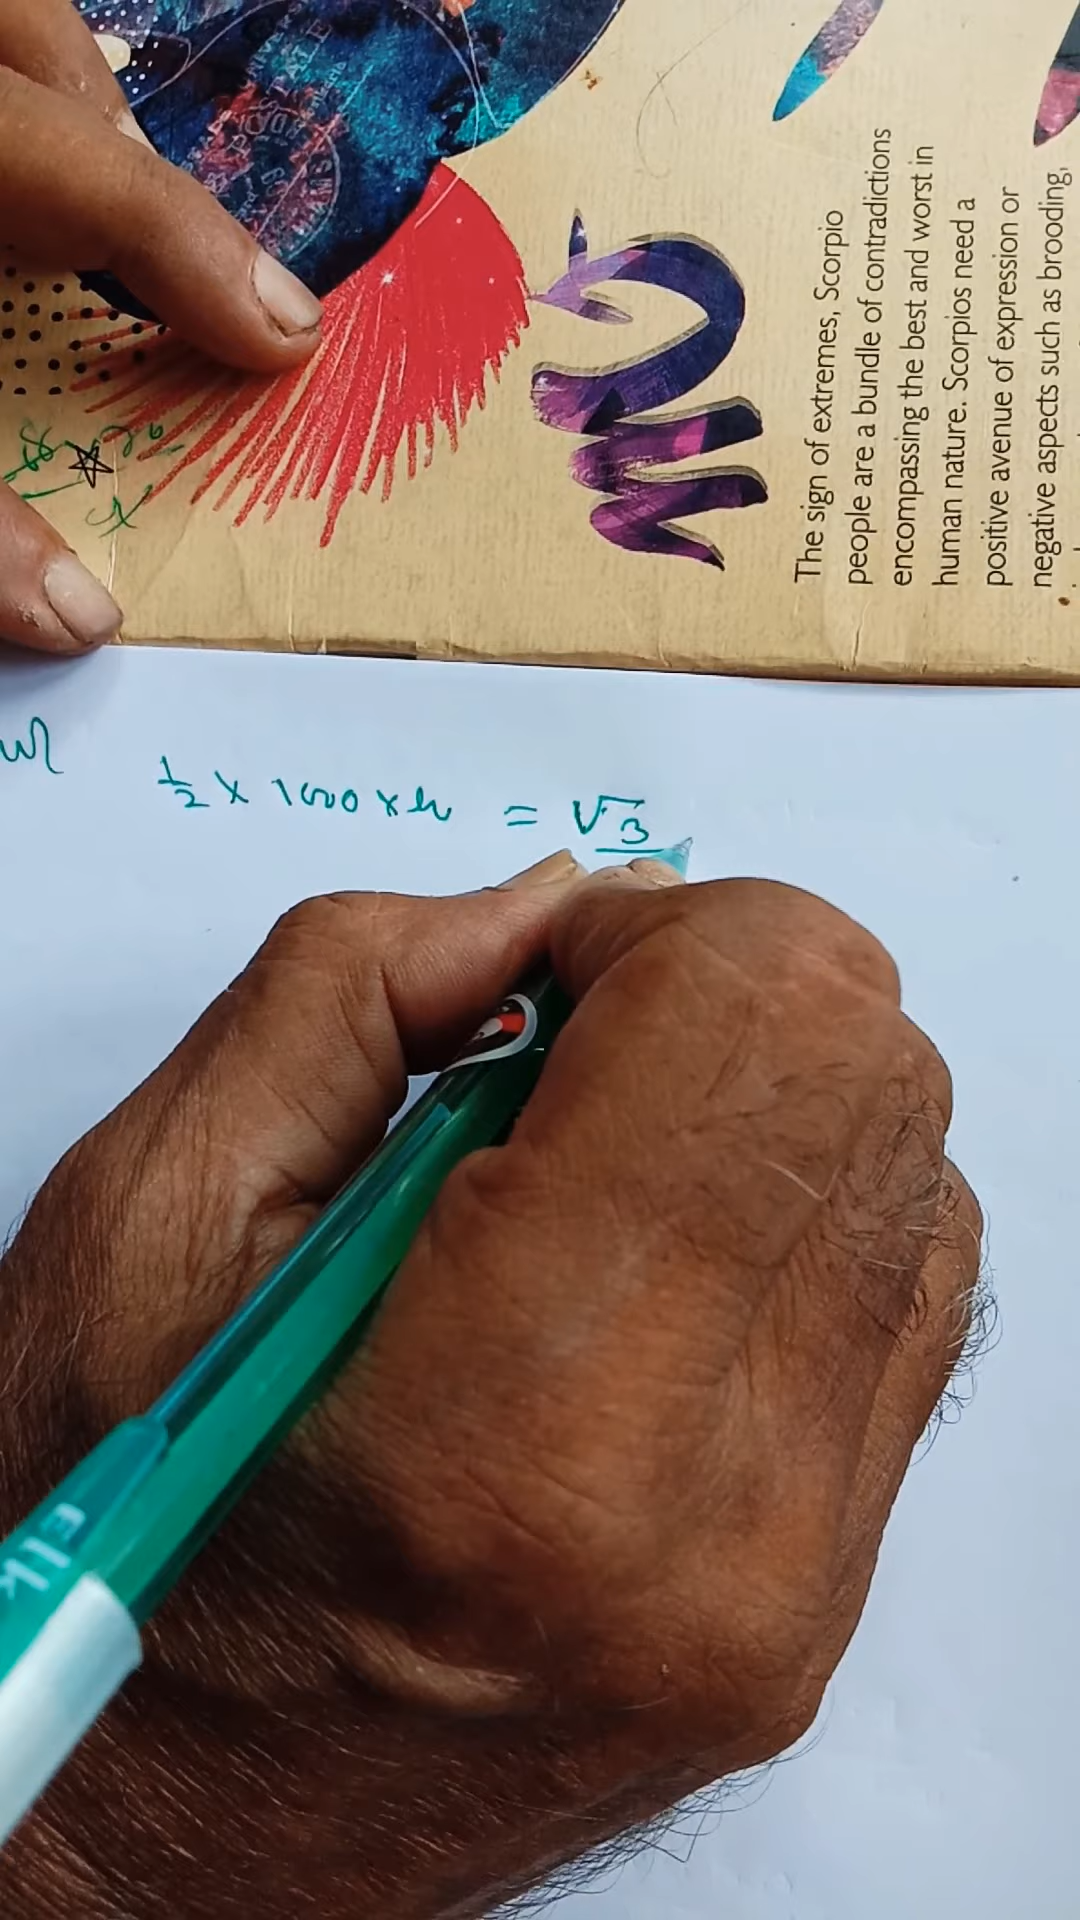 The sign of extremes, Scorpio
people are a bundle of contradictions
encompassing the best and worst in
human nature. Scorpios need a
positive avenue of expression or
negative aspects such as brooding,
½ × 1000 × h = √3
Elk